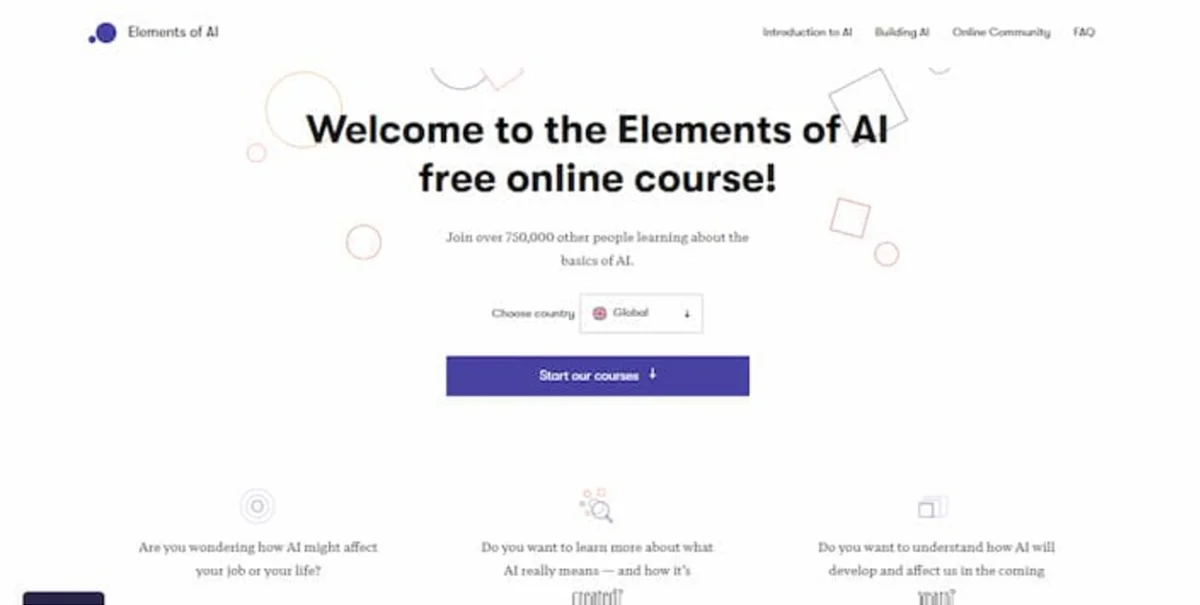 Elements of AI
Introduction to AI Building AI Online Community FAQ
Welcome to the Elements of AI
free online course!
Join over 750,000 other people learning about the
basics of AI.
Choose country Global ↓
Start our courses ↓
Are you wondering how AI might affect
your job or your life?
Do you want to learn more about what
AI really means — and how it's
created?
Do you want to understand how AI will
develop and affect us in the coming
years?